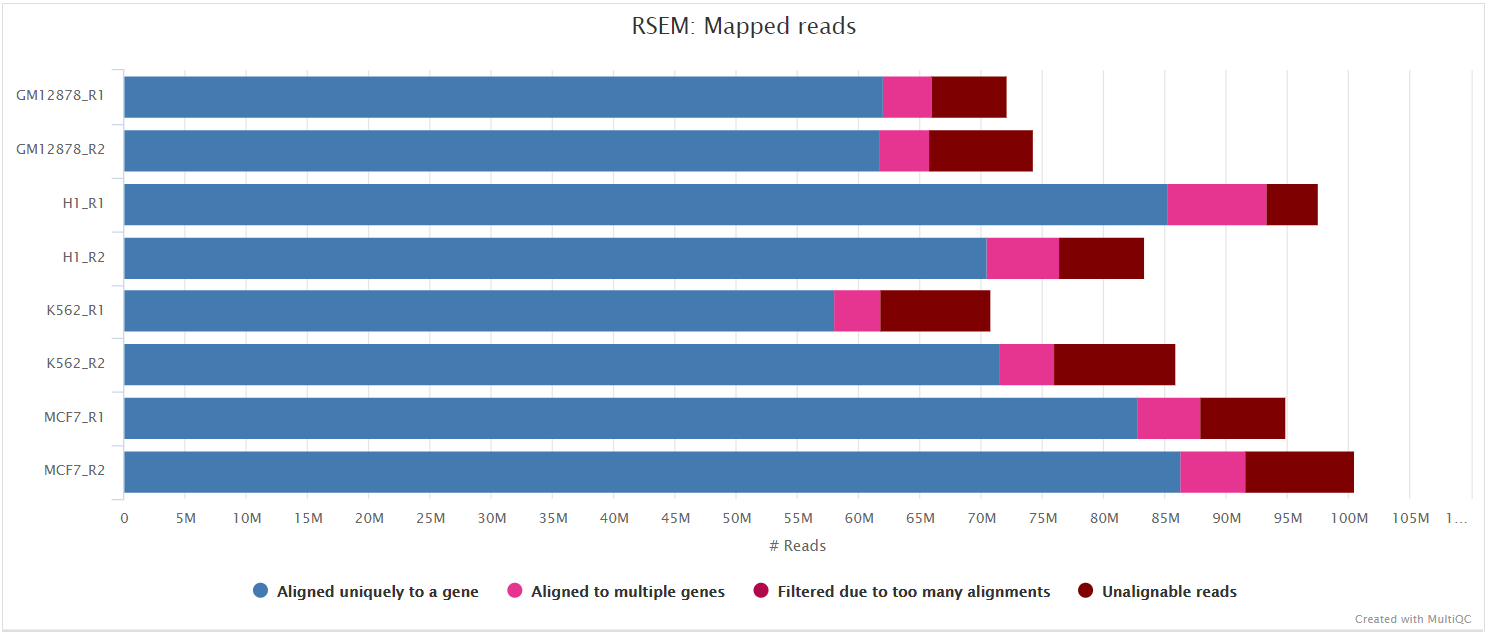 RSEM: Mapped reads
GM12878_R1
GM12878_R2
H1_R1
H1_R2
K562_R1
K562_R2
MCF7_R1
MCF7_R2
0 5M 10M 15M 20M 25M 30M 35M 40M 45M 50M 55M 60M 65M 70M 75M 80M 85M 90M 95M 100M 105M 1…
# Reads
Aligned uniquely to a gene Aligned to multiple genes Filtered due to too many alignments Unalignable reads
Created with MultiQC